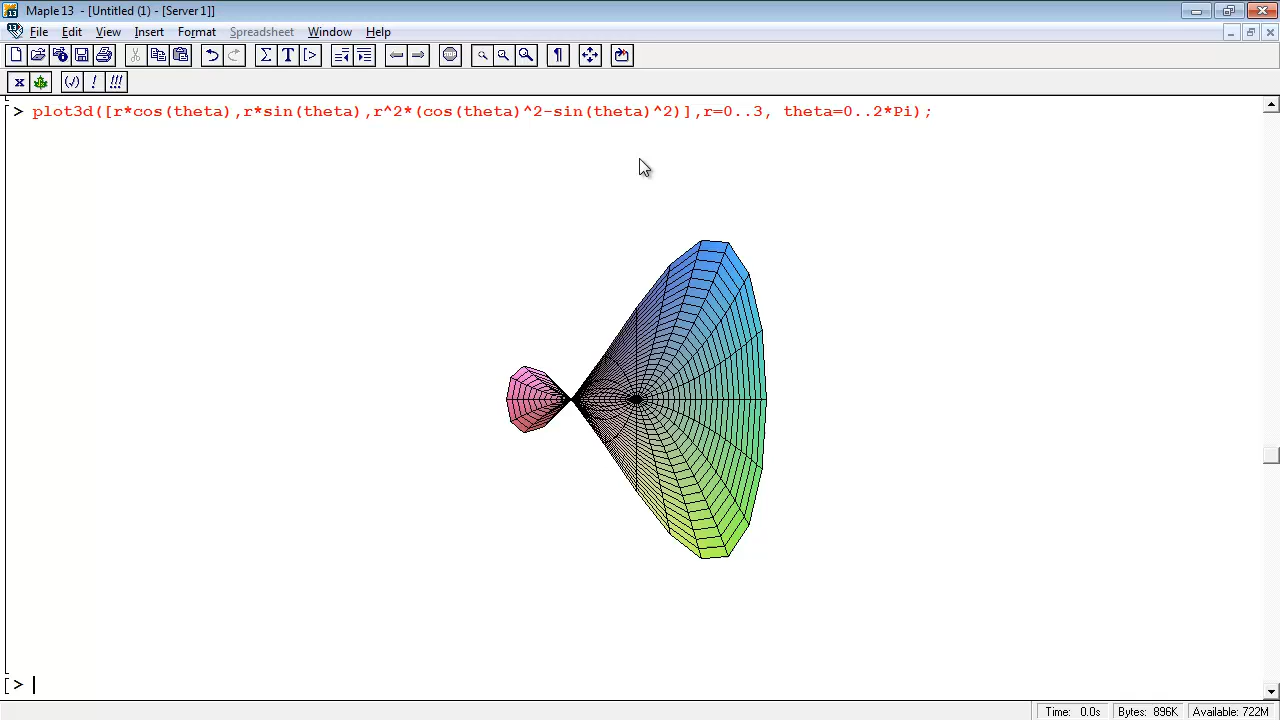 Maple 13 - [Untitled (1) - [Server 1]]
File Edit View Insert Format Spreadsheet Window Help
> plot3d([r*cos(theta),r*sin(theta),r^2*(cos(theta)^2-sin(theta)^2)],r=0..3, theta=0..2*Pi);
[>
Time: 0.0s Bytes: 896K Available: 722M